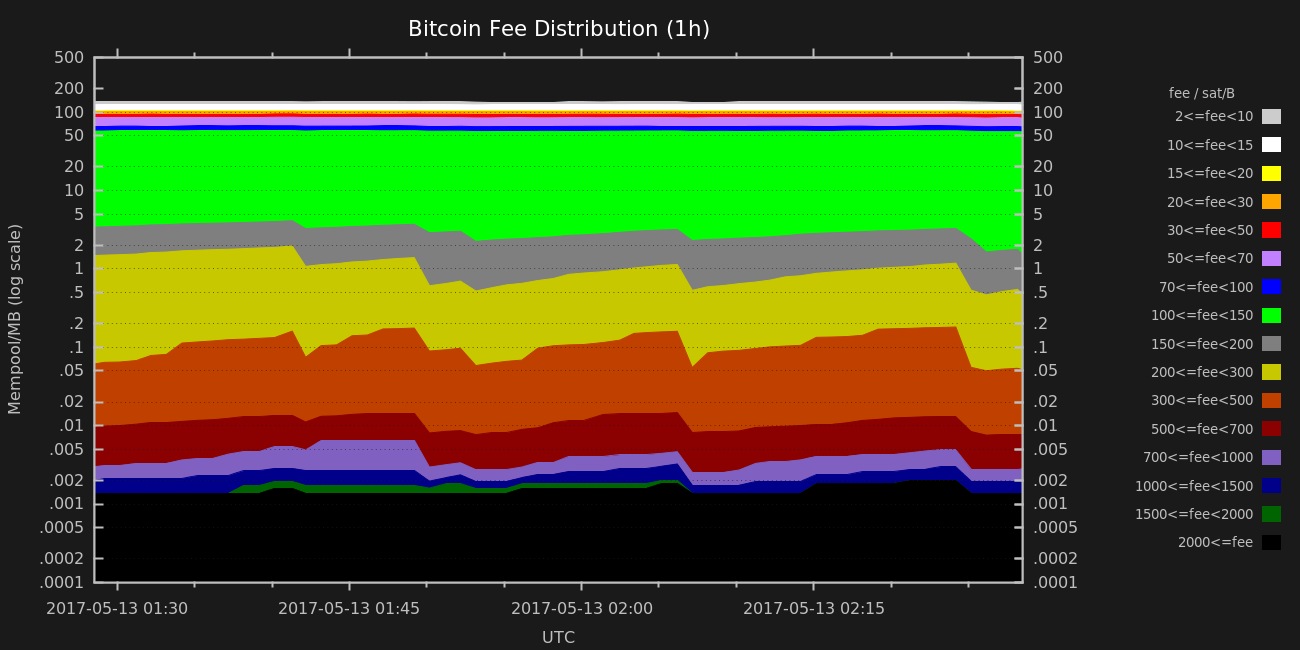 Bitcoin Fee Distribution (1h)
500 500
200 200
100 100
50 50
20 20
10 10
5 5
2 2
1 1
.5 .5
.2 .2
.1 .1
.05 .05
.02 .02
.01 .01
.005 .005
.002 .002
.001 .001
.0005 .0005
.0002 .0002
.0001 .0001
Mempool/MB (log scale)
2017-05-13 01:30 2017-05-13 01:45 2017-05-13 02:00 2017-05-13 02:15
UTC
fee / sat/B
2<=fee<10
10<=fee<15
15<=fee<20
20<=fee<30
30<=fee<50
50<=fee<70
70<=fee<100
100<=fee<150
150<=fee<200
200<=fee<300
300<=fee<500
500<=fee<700
700<=fee<1000
1000<=fee<1500
1500<=fee<2000
2000<=fee